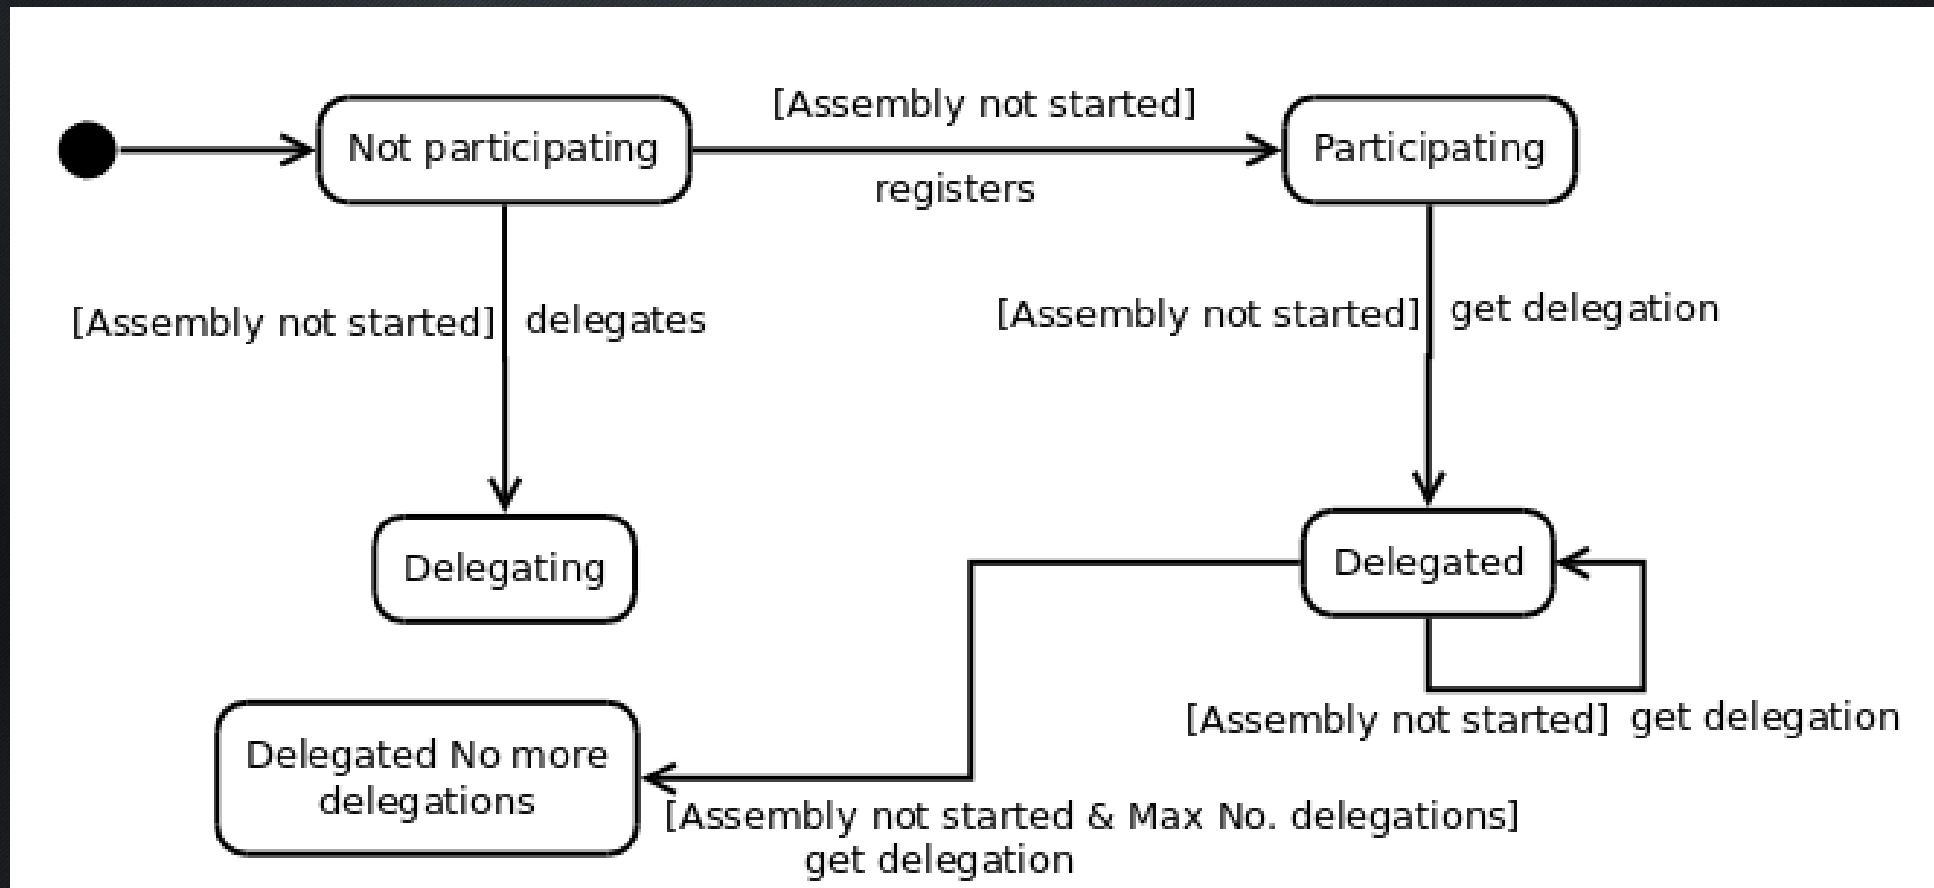 [Assembly not started]
Not participating
Participating
registers
[Assembly not started] delegates
[Assembly not started] get delegation
Delegating
Delegated
[Assembly not started] get delegation
Delegated No more
delegations
[Assembly not started & Max No. delegations]
get delegation